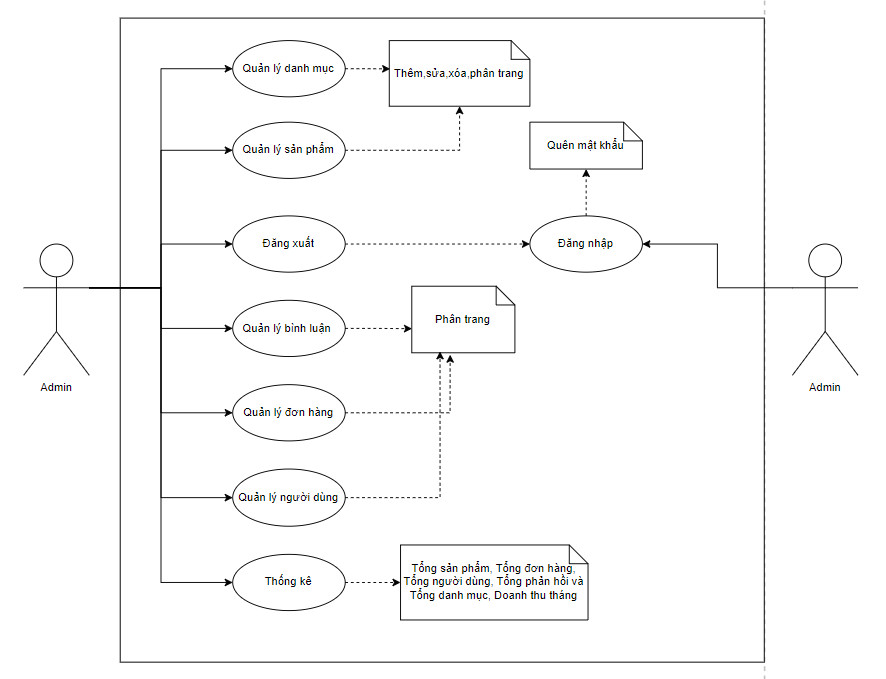 Quản lý danh mục
Thêm,sửa,xóa,phân trang
Quản lý sản phẩm
Quên mật khẩu
Đăng xuất
Đăng nhập
Quản lý bình luận
Phân trang
Admin
Admin
Quản lý đơn hàng
Quản lý người dùng
Thống kê
Tổng sản phẩm, Tổng đơn hàng,
Tổng người dùng, Tổng phản hồi và
Tổng danh mục, Doanh thu tháng